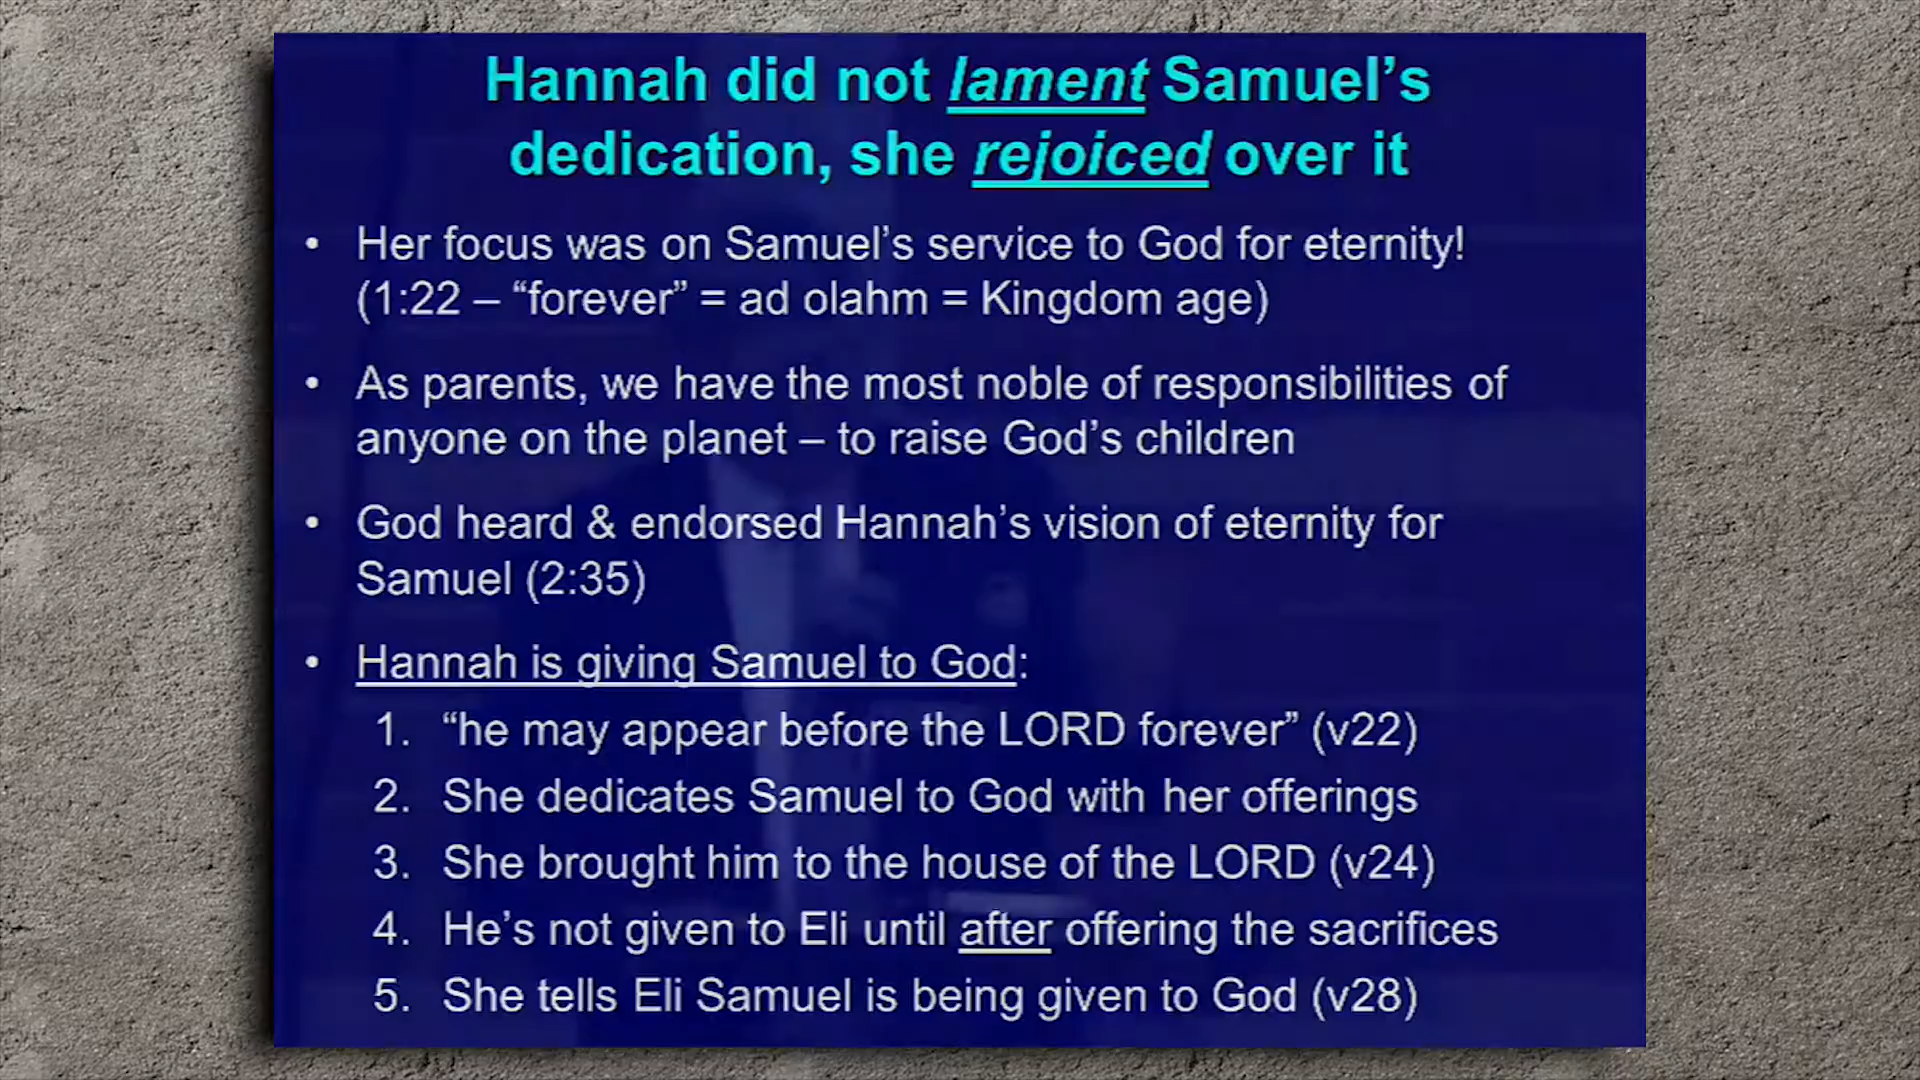 Hannah did not lament Samuel’s
dedication, she rejoiced over it
• Her focus was on Samuel’s service to God for eternity!
(1:22 – “forever” = ad olahm = Kingdom age)
• As parents, we have the most noble of responsibilities of
anyone on the planet – to raise God’s children
• God heard & endorsed Hannah’s vision of eternity for
Samuel (2:35)
• Hannah is giving Samuel to God:
1. “he may appear before the LORD forever” (v22)
2. She dedicates Samuel to God with her offerings
3. She brought him to the house of the LORD (v24)
4. He’s not given to Eli until after offering the sacrifices
5. She tells Eli Samuel is being given to God (v28)